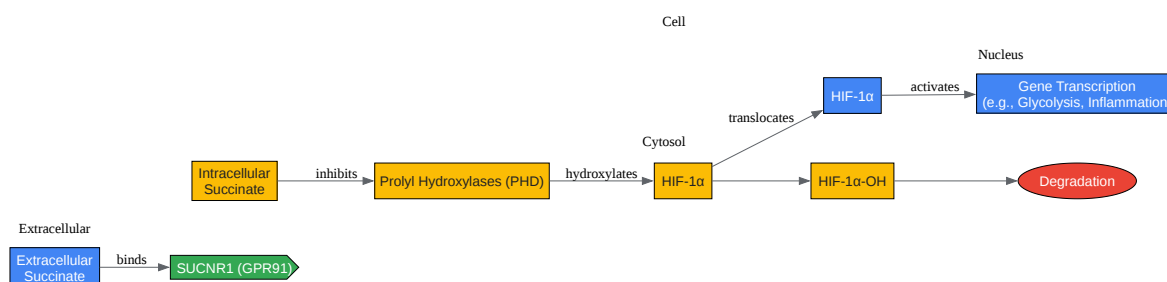 Cell
Nucleus
HIF-1α
activates
Gene Transcription
(e.g., Glycolysis, Inflammation
translocates
Cytosol
Intracellular
Succinate
inhibits
Prolyl Hydroxylases (PHD)
hydroxylates
HIF-1α
HIF-1α-OH
Degradation
Extracellular
Extracellular
Succinate
binds
SUCNR1 (GPR91)